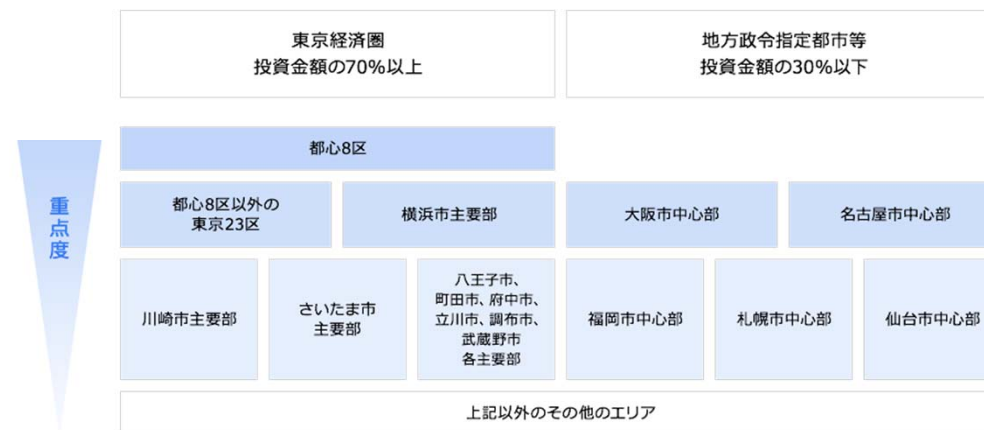 東京経済圏
投資金額の70%以上
地方政令指定都市等
投資金額の30%以下
重点度
都心8区
都心8区以外の
東京23区
横浜市主要部
大阪市中心部
名古屋市中心部
川崎市主要部
さいたま市
主要部
八王子市、
町田市、府中市、
立川市、調布市、
武蔵野市
各主要部
福岡市中心部
札幌市中心部
仙台市中心部
上記以外のその他のエリア